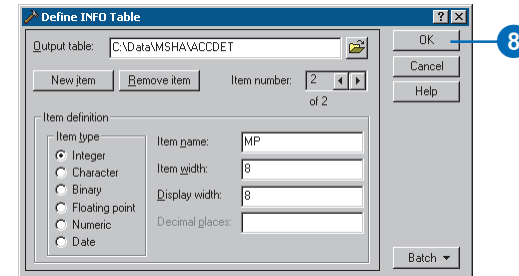 Define INFO Table
Output table: C:\Data\MSHA\ACCDET
OK
8
Cancel
New item Remove item Item number: 2
of 2
Help
Item definition
Item type
Integer
Character
Binary
Floating point
Numeric
Date
Item name: MP
Item width: 8
Display width: 8
Decimal places:
Batch